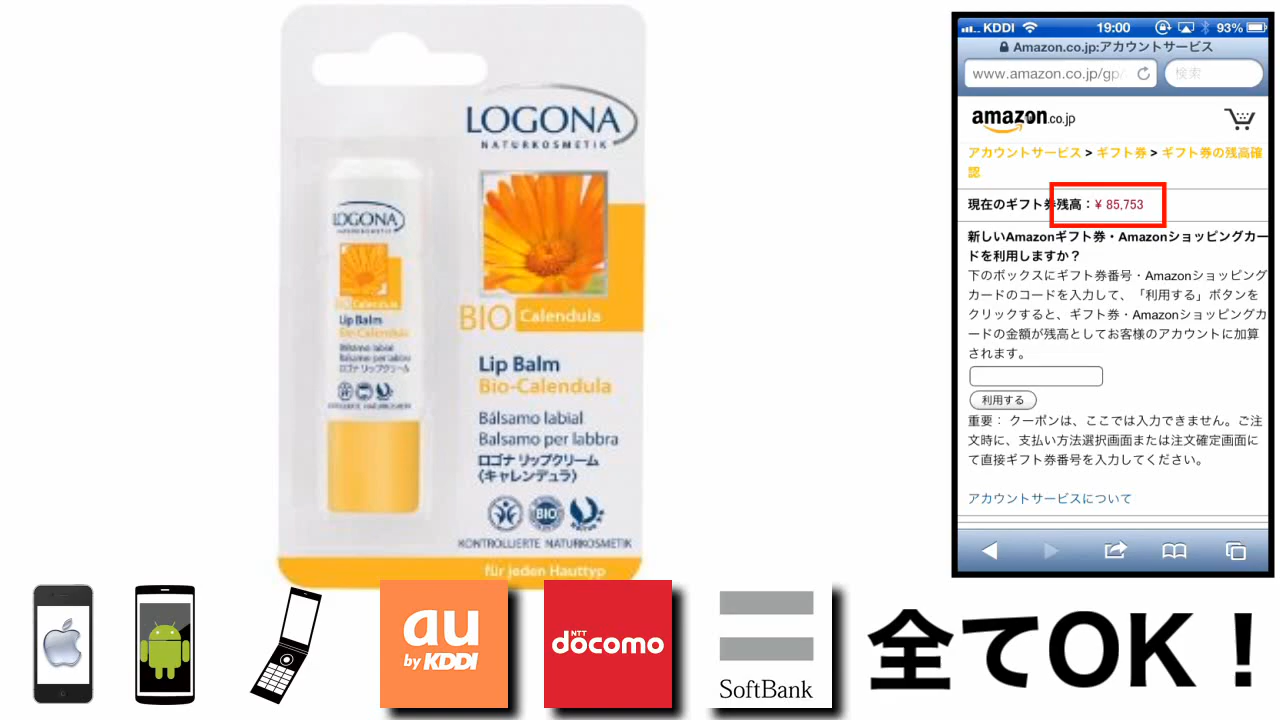 LOGONA
NATURKOSMETIK
BIO Calendula
Lip Balm
Bio-Calendula
Bálsamo labial
Balsamo per labbra
ロゴナ リップクリーム
(キャレンデュラ)
BIO
KONTROLLIERTE NATURKOSMETIK
für jeden Hauttyp
LOGONA
NATURKOSMETIK
BIO Calendula
Lip Balm
Bio-Calendula
Bálsamo labial
Balsamo per labbra
ロゴナ リップクリーム
KONTROLLIERTE NATURKOSMETIK
KDDI 19:00 93%
Amazon.co.jp:アカウントサービス
www.amazon.co.jp/gp/ 検索
amazon.co.jp
アカウントサービス > ギフト券 > ギフト券の残高確
認
現在のギフト券残高：¥ 85,753
新しいAmazonギフト券・Amazonショッピングカー
ドを利用しますか？
下のボックスにギフト券番号・Amazonショッピング
カードのコードを入力して、「利用する」ボタンを
クリックすると、ギフト券・Amazonショッピングカ
ードの金額が残高としてお客様のアカウントに加算
されます。
利用する
重要： クーポンは、ここでは入力できません。ご注
文時に、支払い方法選択画面または注文確定画面に
て直接ギフト券番号を入力してください。
アカウントサービスについて
au
by KDDI
NTT
docomo
SoftBank
全てOK！